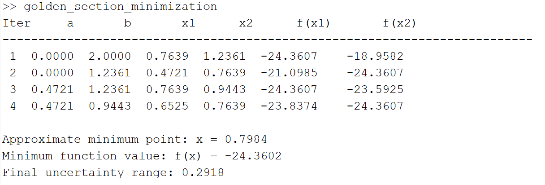 >> golden_section_minimization
Iter a b x1 x2 f(x1) f(x2)
--------------------------------------------------------------------
1 0.0000 2.0000 0.7639 1.2361 -24.3607 -18.9582
2 0.0000 1.2361 0.4721 0.7639 -21.0985 -24.3607
3 0.4721 1.2361 0.7639 0.9443 -24.3607 -23.5925
4 0.4721 0.9443 0.6525 0.7639 -23.8374 -24.3607
Approximate minimum point: x = 0.7984
Minimum function value: f(x) = -24.3602
Final uncertainty range: 0.2918